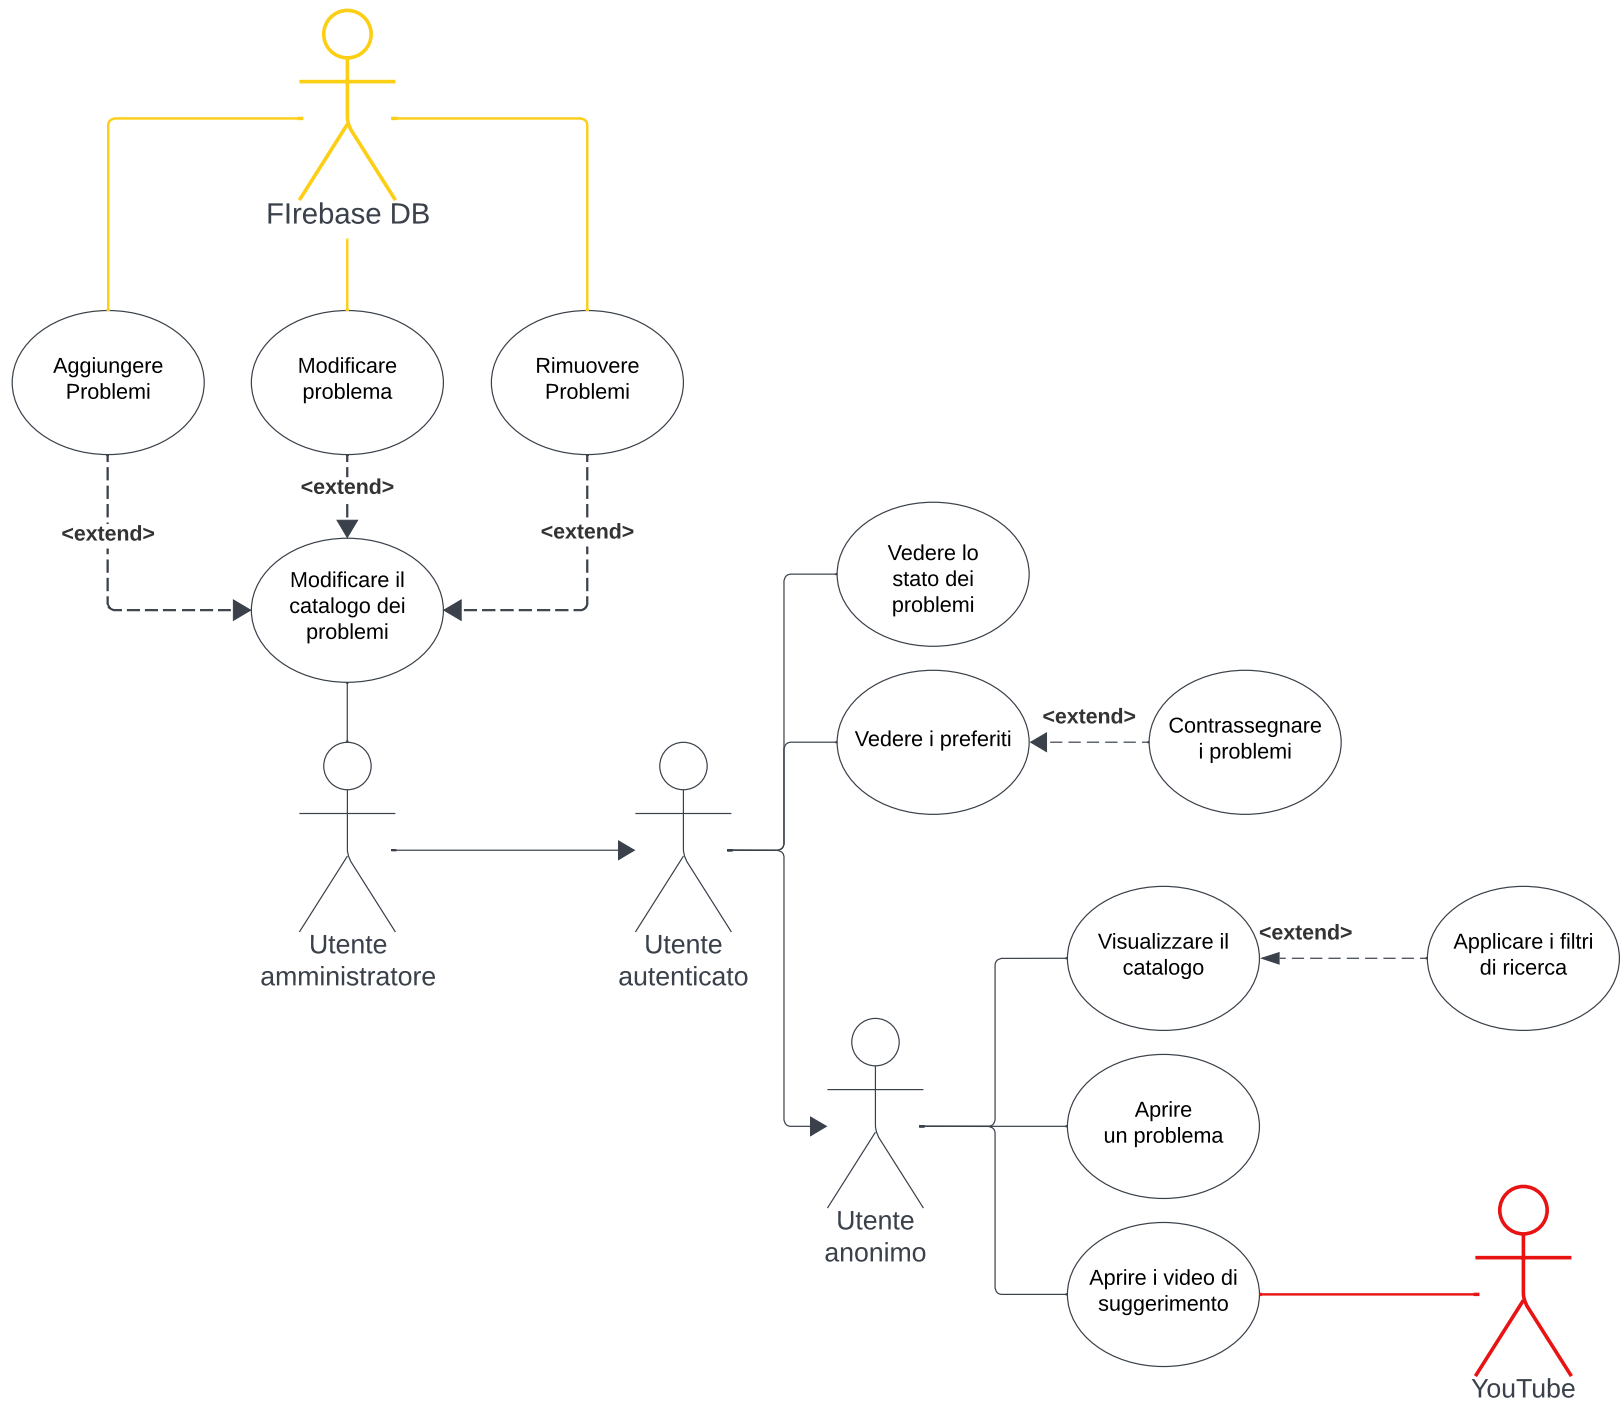 FIrebase DB
Aggiungere
Problemi
Modificare
problema
Rimuovere
Problemi
<extend>
<extend>
<extend>
Modificare il
catalogo dei
problemi
Vedere lo
stato dei
problemi
Vedere i preferiti
<extend>
Contrassegnare
i problemi
Utente
amministratore
Utente
autenticato
Visualizzare il
catalogo
<extend>
Applicare i filtri
di ricerca
Aprire
un problema
Utente
anonimo
Aprire i video di
suggerimento
YouTube